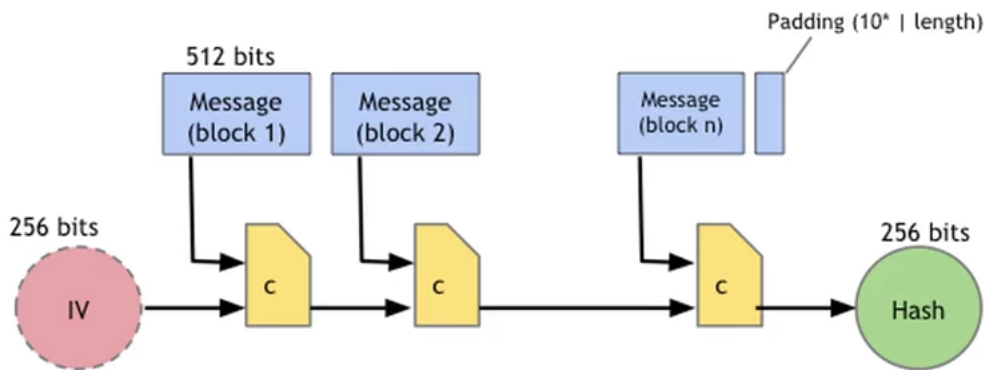 Padding (10* | length)
512 bits
Message
(block 1)
Message
(block 2)
Message
(block n)
256 bits
256 bits
IV
c
c
c
Hash